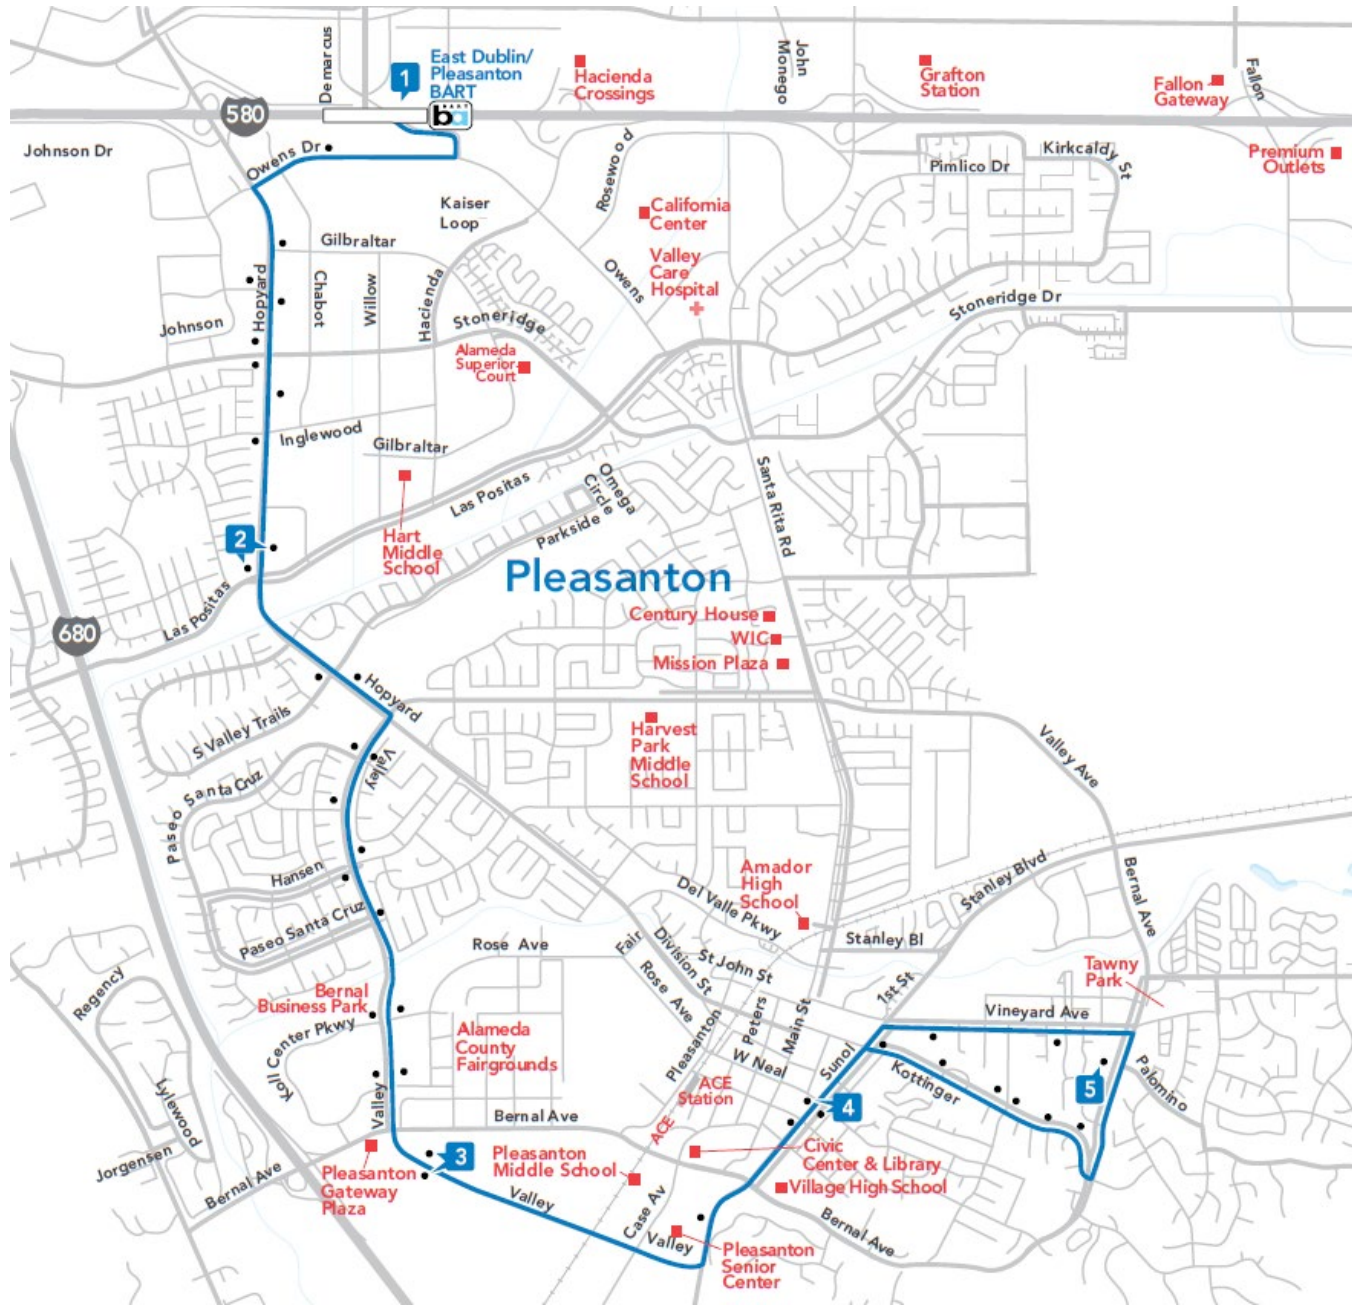 Demarcus
1
East Dublin/
Pleasanton
BART
BART
ba
Hacienda
Crossings
John
Monego
Grafton
Station
Fallon
Gateway
Fallon
580
Johnson Dr
Owens Dr
Rosewood
Pimlico Dr
Kirkcaldy St
Premium
Outlets
Kaiser
Loop
California
Center
Gilbraltar
Valley
Care
Hospital
Owens
Hopyard
Chabot
Willow
Hacienda
Stoneridge
Stoneridge Dr
Johnson
Alameda
Superior
Court
Inglewood
Gilbraltar
Las Positas
Omega
Circle
Parkside
Santa Rita Rd
2
Hart
Middle
School
Pleasanton
Las Positas
680
Century House
WIC
Mission Plaza
Hopyard
S Valley Trails
Harvest
Park
Middle
School
Valley Ave
Valley
Paseo Santa Cruz
Hansen
Amador
High
School
Stanley Blvd
Bernal Ave
Del Valle Pkwy
Paseo Santa Cruz
Rose Ave
Fair
Division St
St John St
Stanley Bl
Tawny
Park
Regency
Bernal
Business Park
Rose Ave
1st St
Vineyard Ave
Koll Center Pkwy
Alameda
County
Fairgrounds
Pleasanton
Peters
Main St
W Neal
Sunol
Kottinger
Palomino
5
ACE
Station
ACE
4
Lylewood
Valley
Bernal Ave
Jorgensen
Bernal Ave
Pleasanton
Gateway
Plaza
3
Pleasanton
Middle School
Civic
Center & Library
Village High School
Valley
Case Av
Valley
Bernal Ave
Pleasanton
Senior
Center